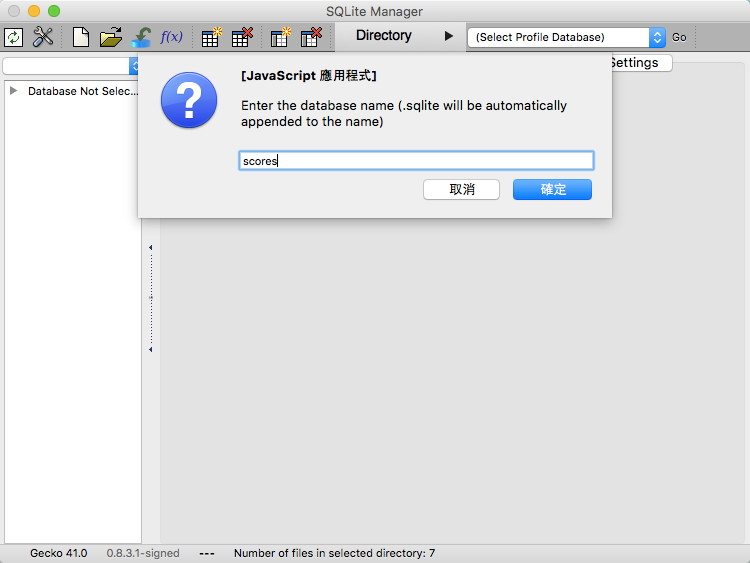 SQLite Manager
f(x)
Directory
(Select Profile Database)
Go
Settings
Database Not Selec...
[JavaScript 應用程式]
Enter the database name (.sqlite will be automatically
appended to the name)
scores
取消
確定
Gecko 41.0
0.8.3.1-signed
---
Number of files in selected directory: 7